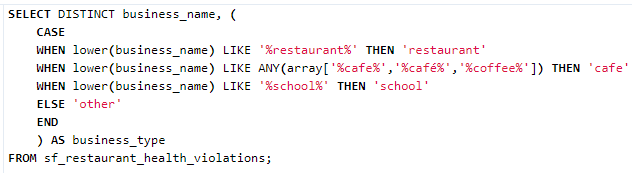 SELECT DISTINCT business_name, (
CASE
WHEN lower(business_name) LIKE '%restaurant%' THEN 'restaurant'
WHEN lower(business_name) LIKE ANY(array['%cafe%','%café%','%coffee%']) THEN 'cafe'
WHEN lower(business_name) LIKE '%school%' THEN 'school'
ELSE 'other'
END
) AS business_type
FROM sf_restaurant_health_violations;